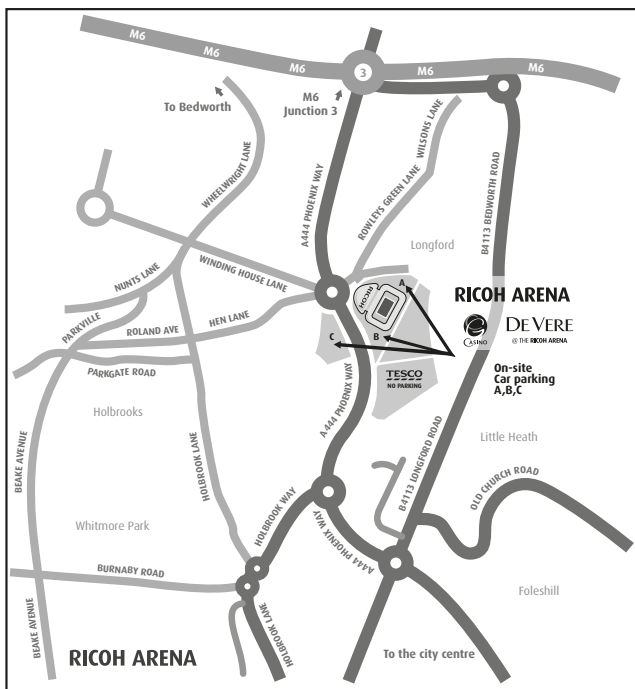 M6
M6
M6
M6
M6
M6
3
M6
Junction 3
To Bedworth
WHEELWRIGHT LANE
A444 PHOENIX WAY
ROWLEYS GREEN LANE
WILSONS LANE
B4113 BEDWORTH ROAD
Longford
NUNTS LANE
WINDING HOUSE LANE
PARKVILLE
ROLAND AVE
HEN LANE
PARKGATE ROAD
RICOH
A
B
C
TESCO
NO PARKING
RICOH ARENA
CASINO
DE VERE
@ THE RICOH ARENA
On-site
Car parking
A,B,C
Holbrooks
BEAKE AVENUE
HOLBROOK LANE
A444 PHOENIX WAY
B4113 LONGFORD ROAD
Little Heath
OLD CHURCH ROAD
Whitmore Park
HOLBROOK WAY
A444 PHOENIX WAY
BURNABY ROAD
Foleshill
BEAKE AVENUE
HOLBROOK LANE
RICOH ARENA
To the city centre